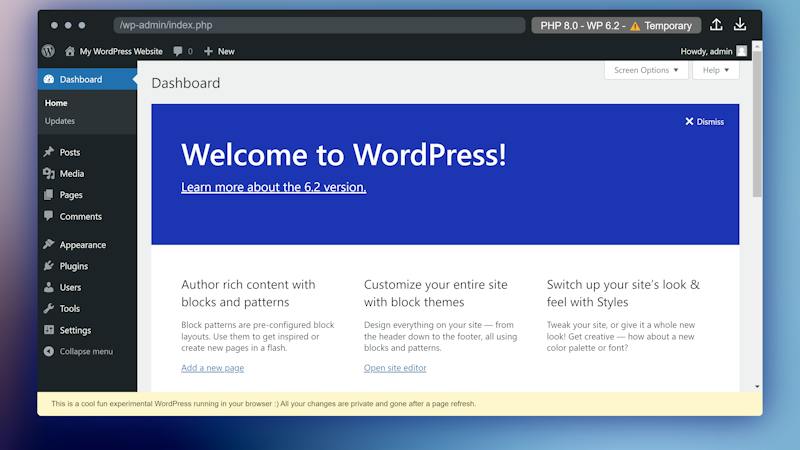 /wp-admin/index.php
PHP 8.0 - WP 6.2 - ⚠ Temporary
My WordPress Website
0
New
Howdy, admin
Dashboard
Home
Updates
Posts
Media
Pages
Comments
Appearance
Plugins
Users
Tools
Settings
Collapse menu
Screen Options ▼
Help ▼
Dashboard
Dismiss
Welcome to WordPress!
Learn more about the 6.2 version.
Author rich content with
blocks and patterns
Block patterns are pre-configured block
layouts. Use them to get inspired or
create new pages in a flash.
Add a new page
Customize your entire site
with block themes
Design everything on your site — from
the header down to the footer, all using
blocks and patterns.
Open site editor
Switch up your site's look &
feel with Styles
Tweak your site, or give it a whole new
look! Get creative — how about a new
color palette or font?
This is a cool fun experimental WordPress running in your browser :) All your changes are private and gone after a page refresh.